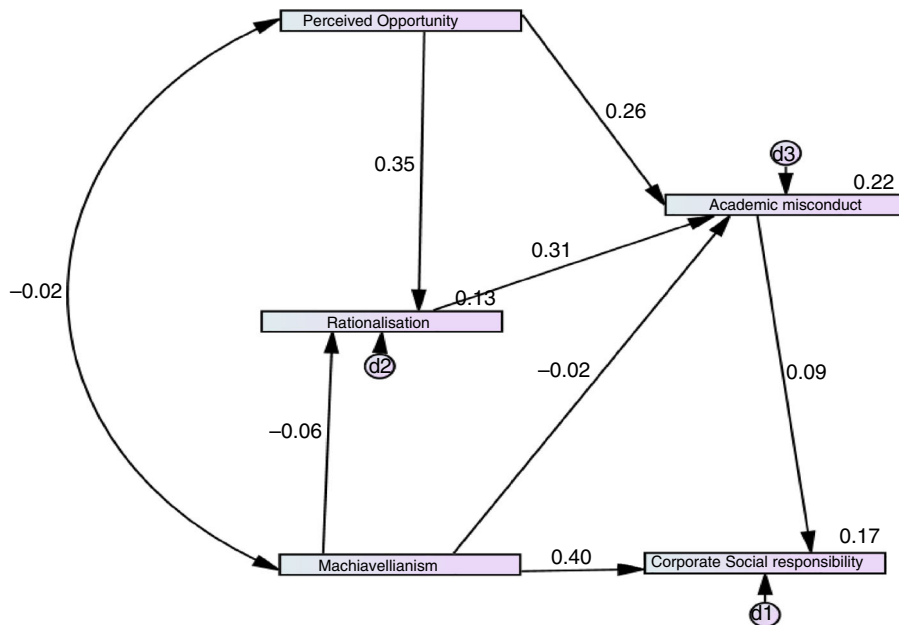 Perceived Opportunity
0.26
0.35
d3
0.22
Academic misconduct
0.31
−0.02
0.13
Rationalisation
d2
−0.02
0.09
−0.06
0.17
Machiavellianism
0.40
Corporate Social responsibility
d1